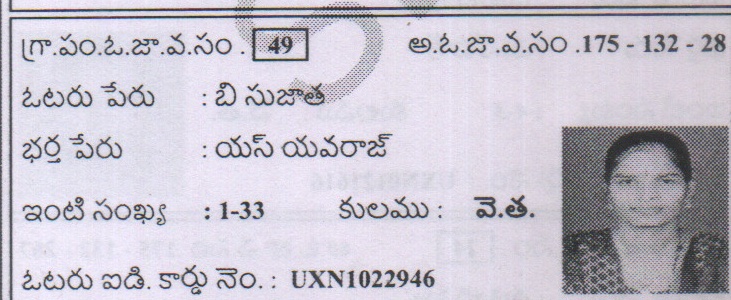 గ్రా.పం.ఓ.జా.వ.సం. 49 అ.ఓ.జా.వ.సం .175 - 132 - 28
ఓటరు పేరు : బి సుజాత
భర్త పేరు : యస్ యవరాజ్
ఇంటి సంఖ్య : 1-33 కులము : వె.త.
ఓటరు ఐడి. కార్డు నెం. : UXN1022946